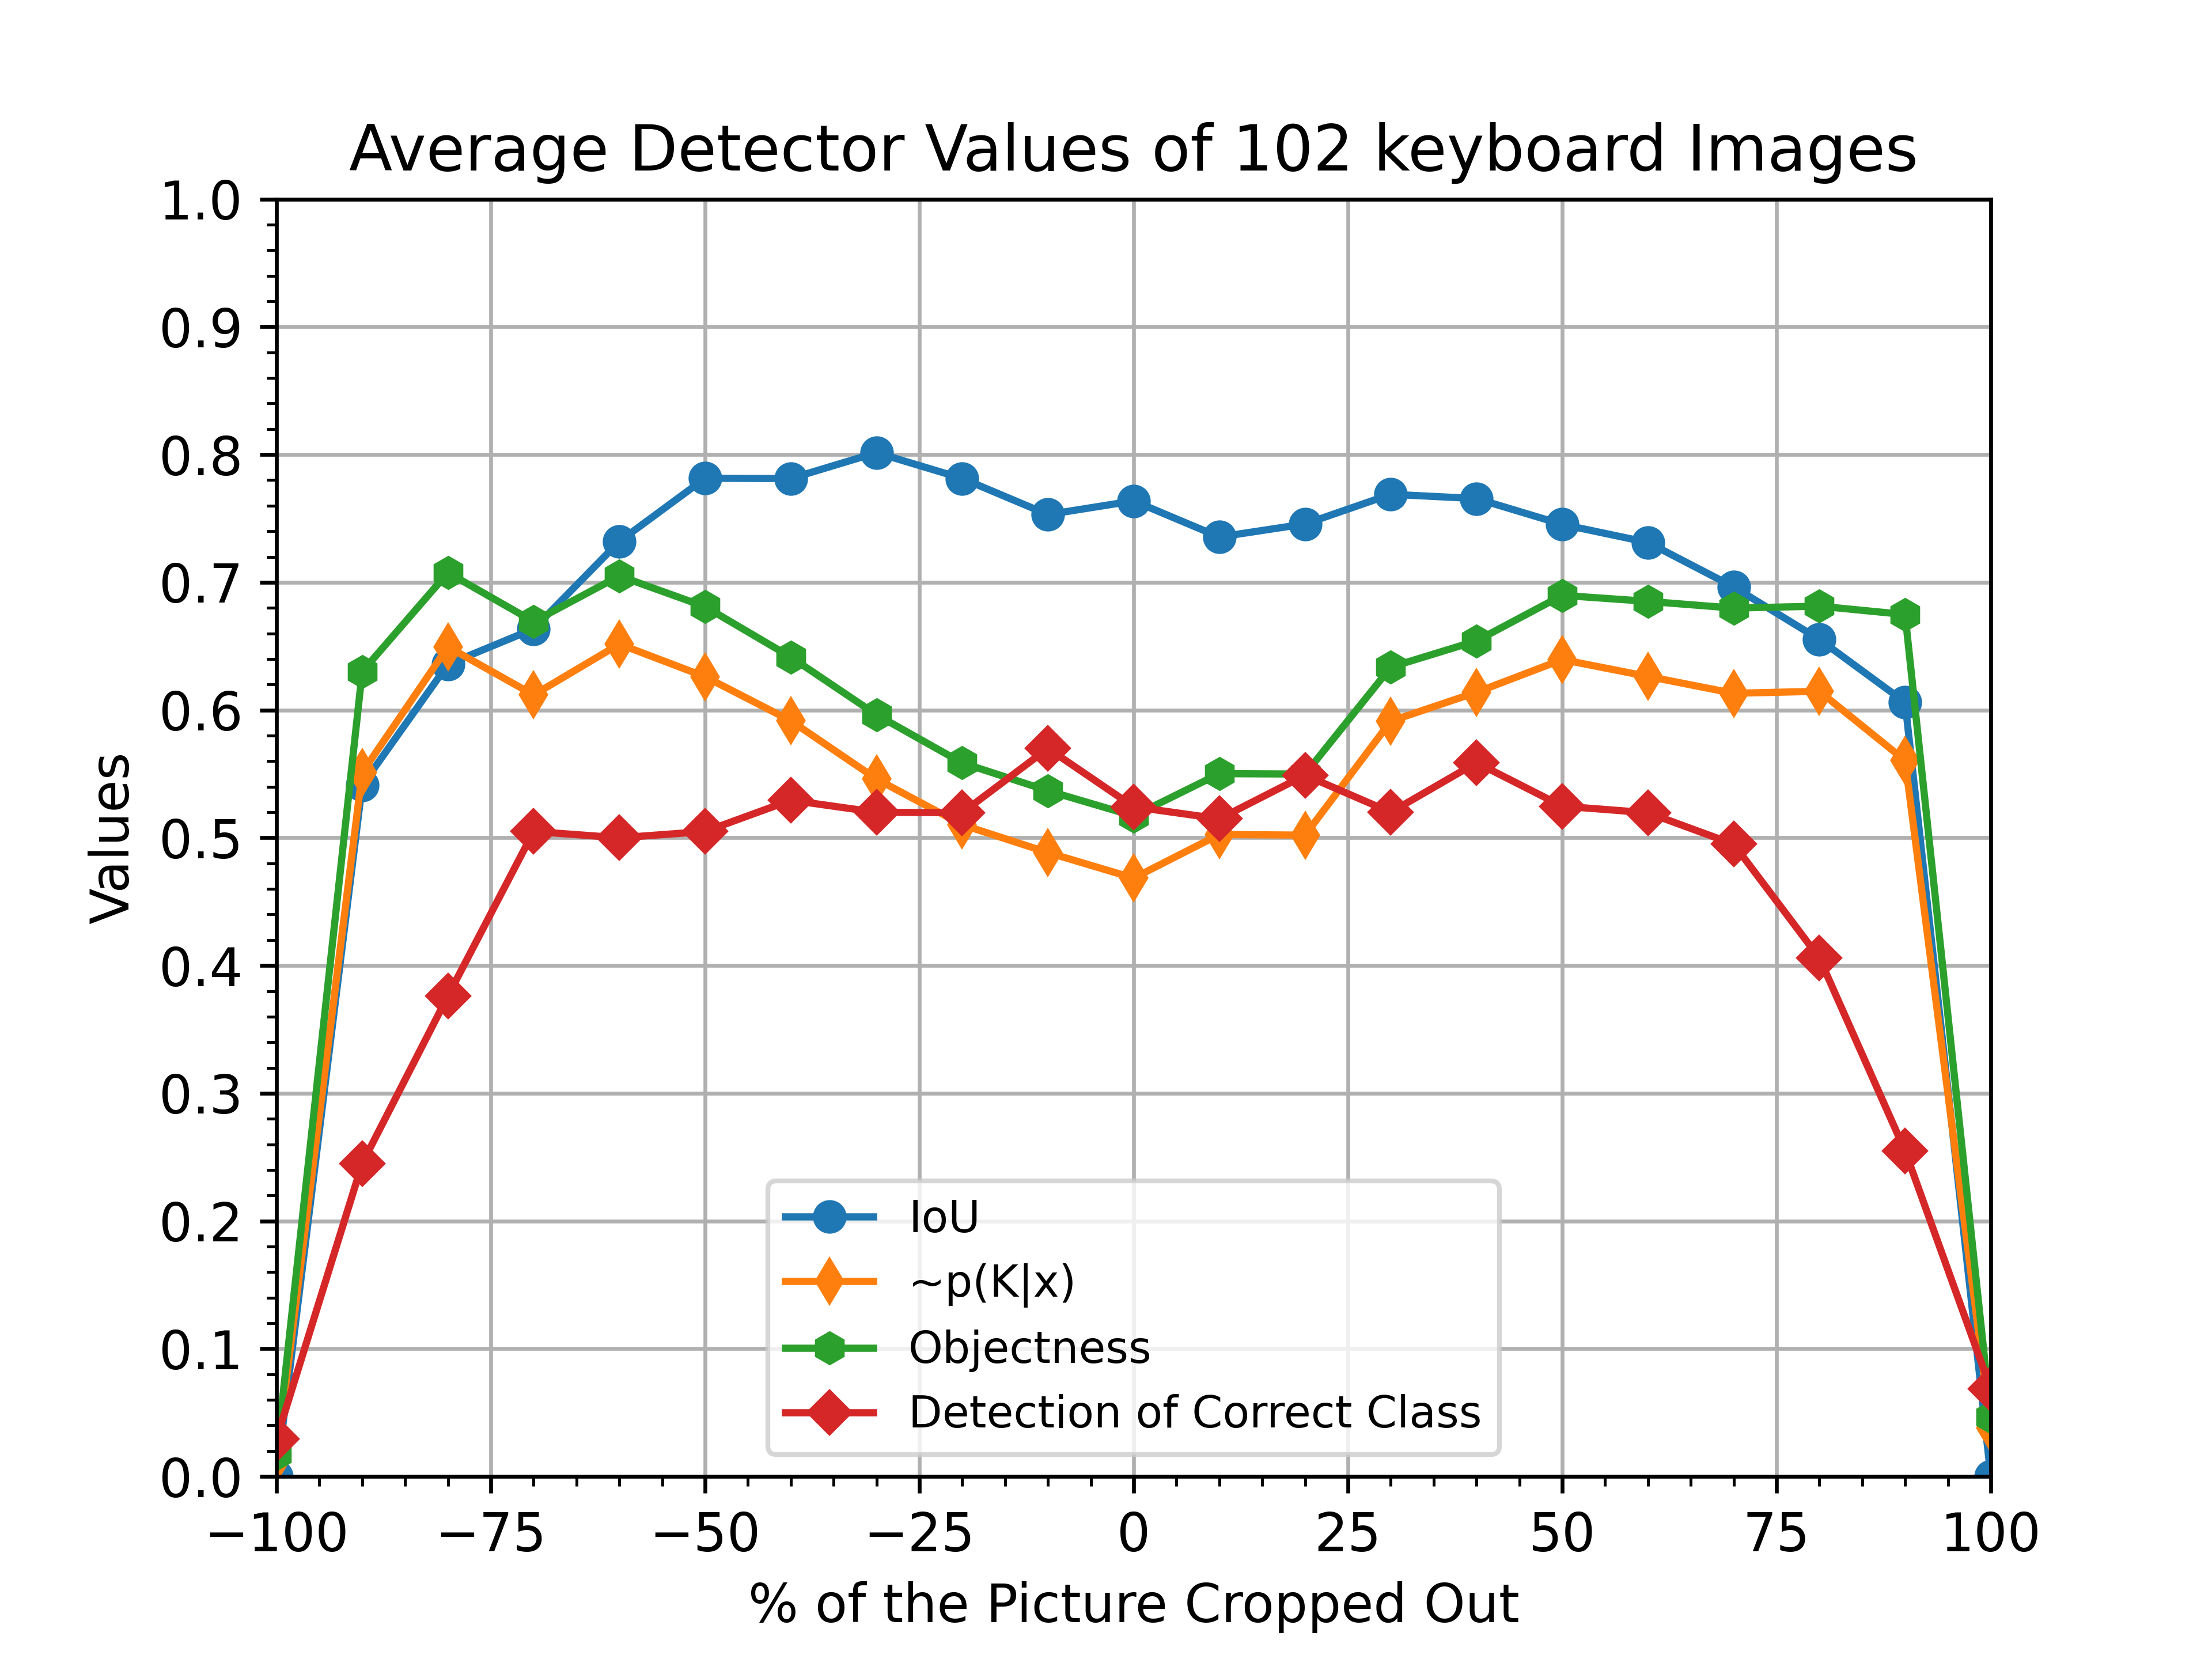 Average Detector Values of 102 keyboard Images
1.0
0.9
0.8
0.7
0.6
0.5
0.4
0.3
0.2
0.1
0.0
Values
IoU
~p(K|x)
Objectness
Detection of Correct Class
−100 −75 −50 −25 0 25 50 75 100
% of the Picture Cropped Out